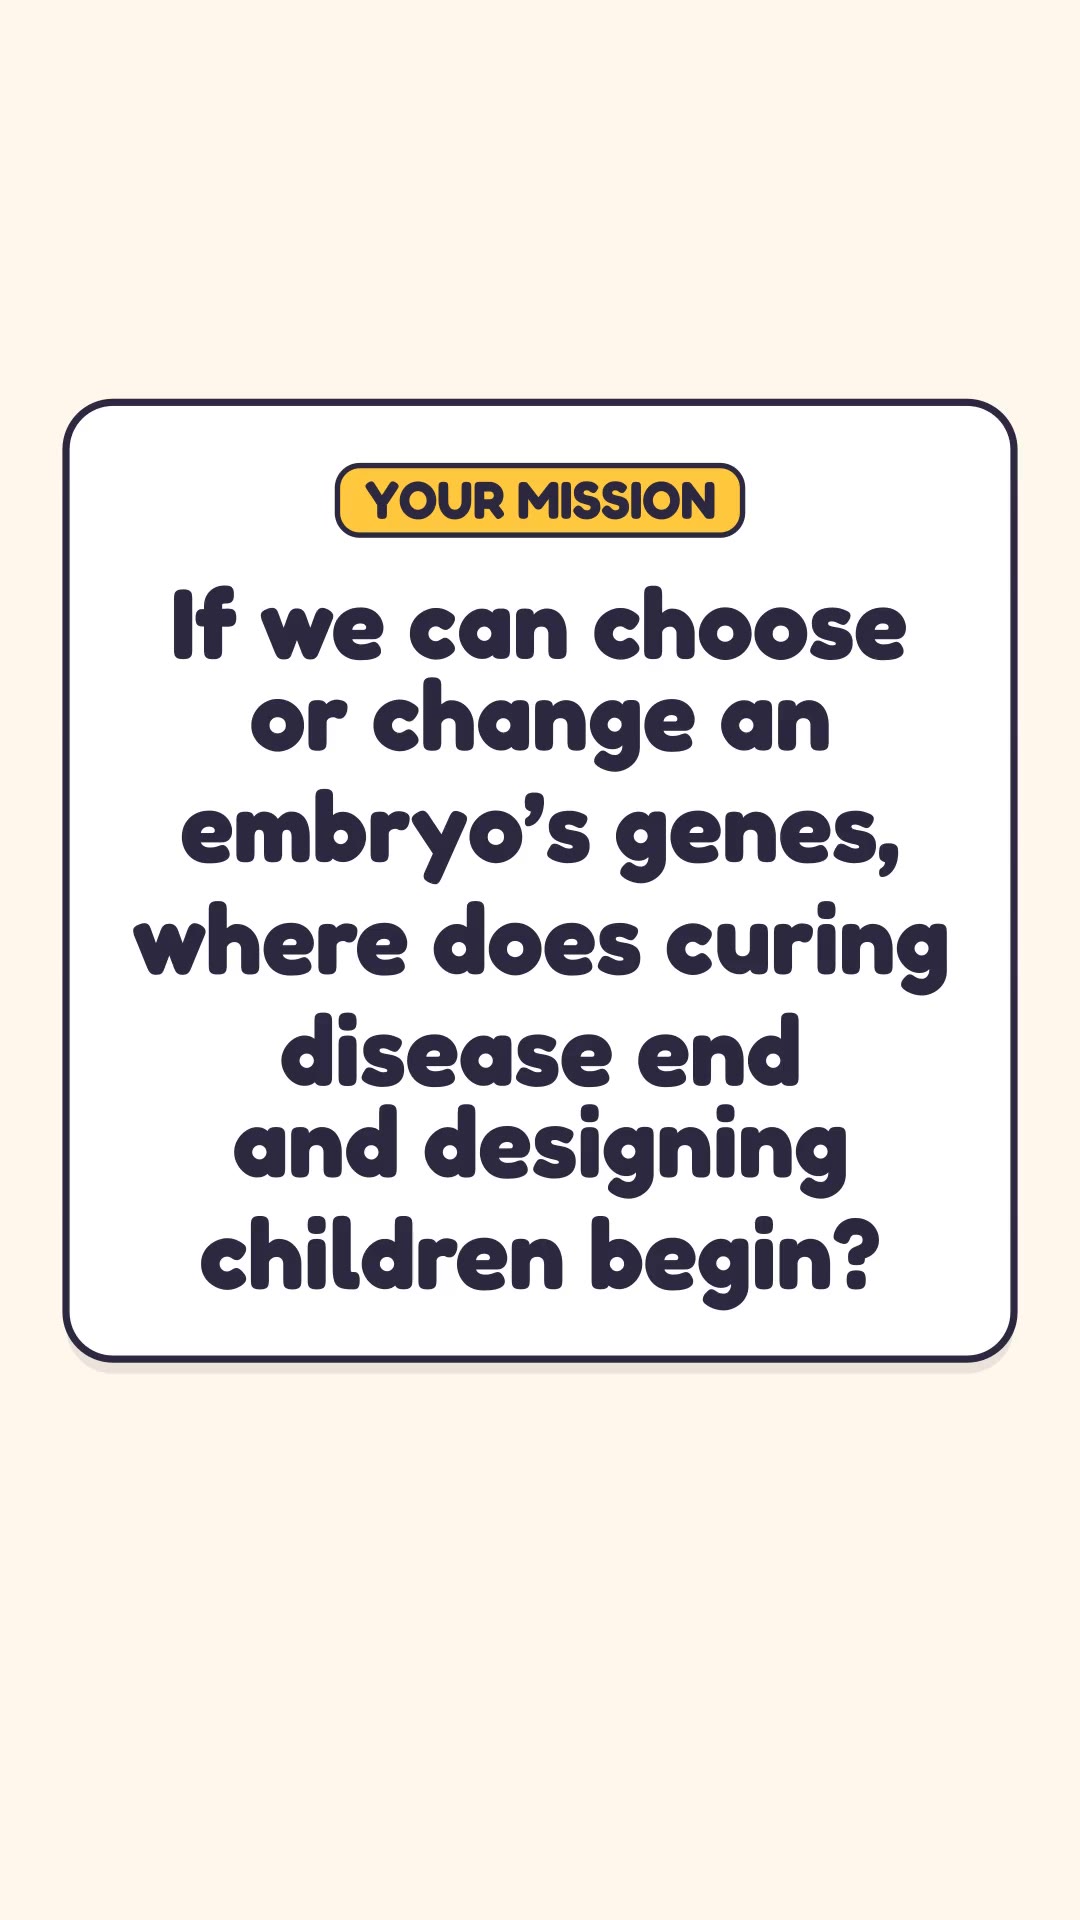 YOUR MISSION
If we can choose
or change an
embryo’s genes,
where does curing
disease end
and designing
children begin?